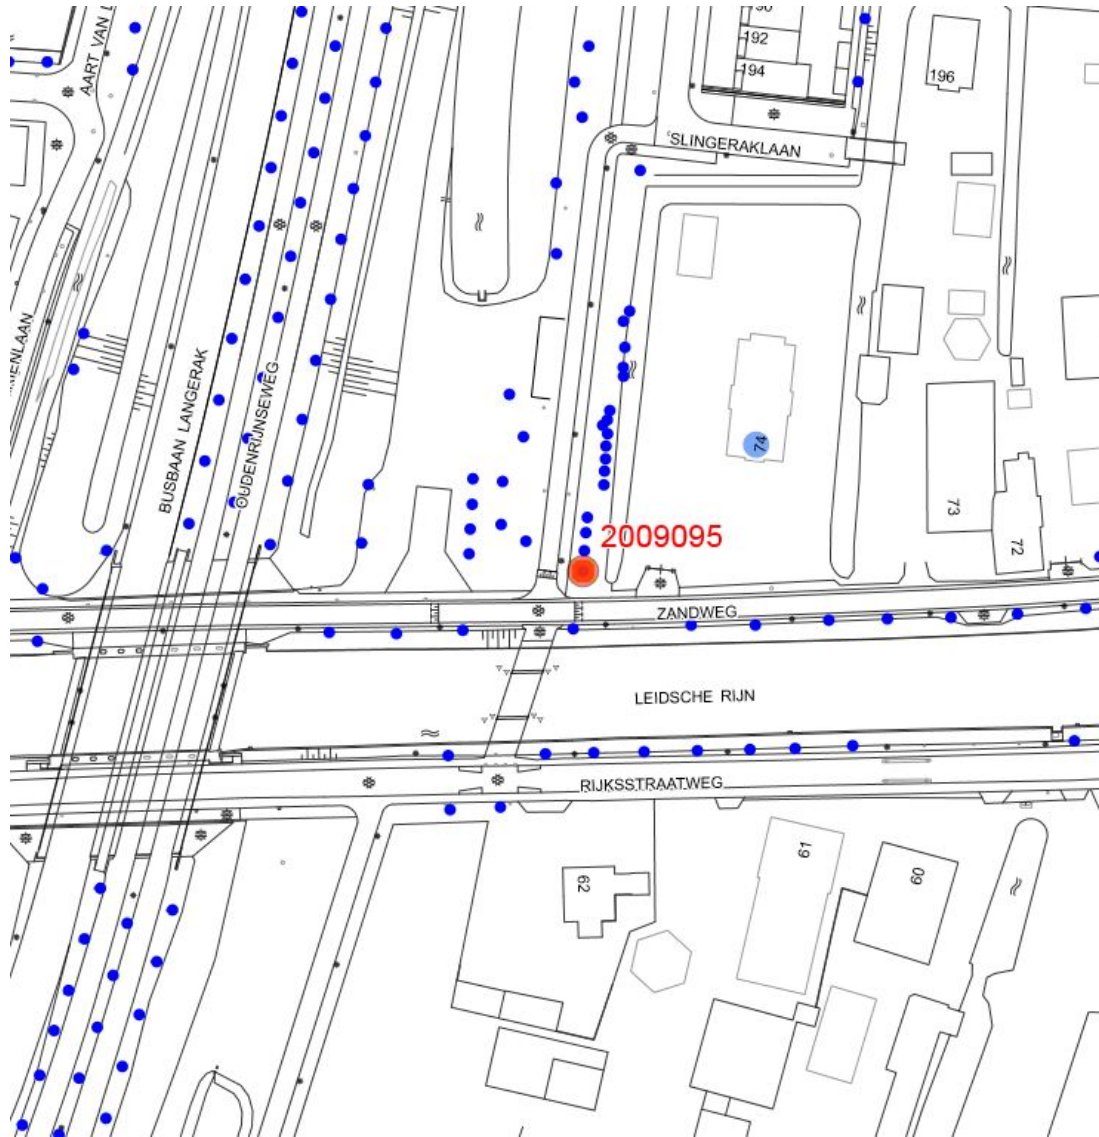 192
194
196
AART VAN
SLINGERAKLAAN
BUSBAAN LANGERAK
OUDENRIJNSEWEG
74
73
72
2009095
ZANDWEG
LEIDSCHE RIJN
RIJKSSTRAATWEG
62
61
60